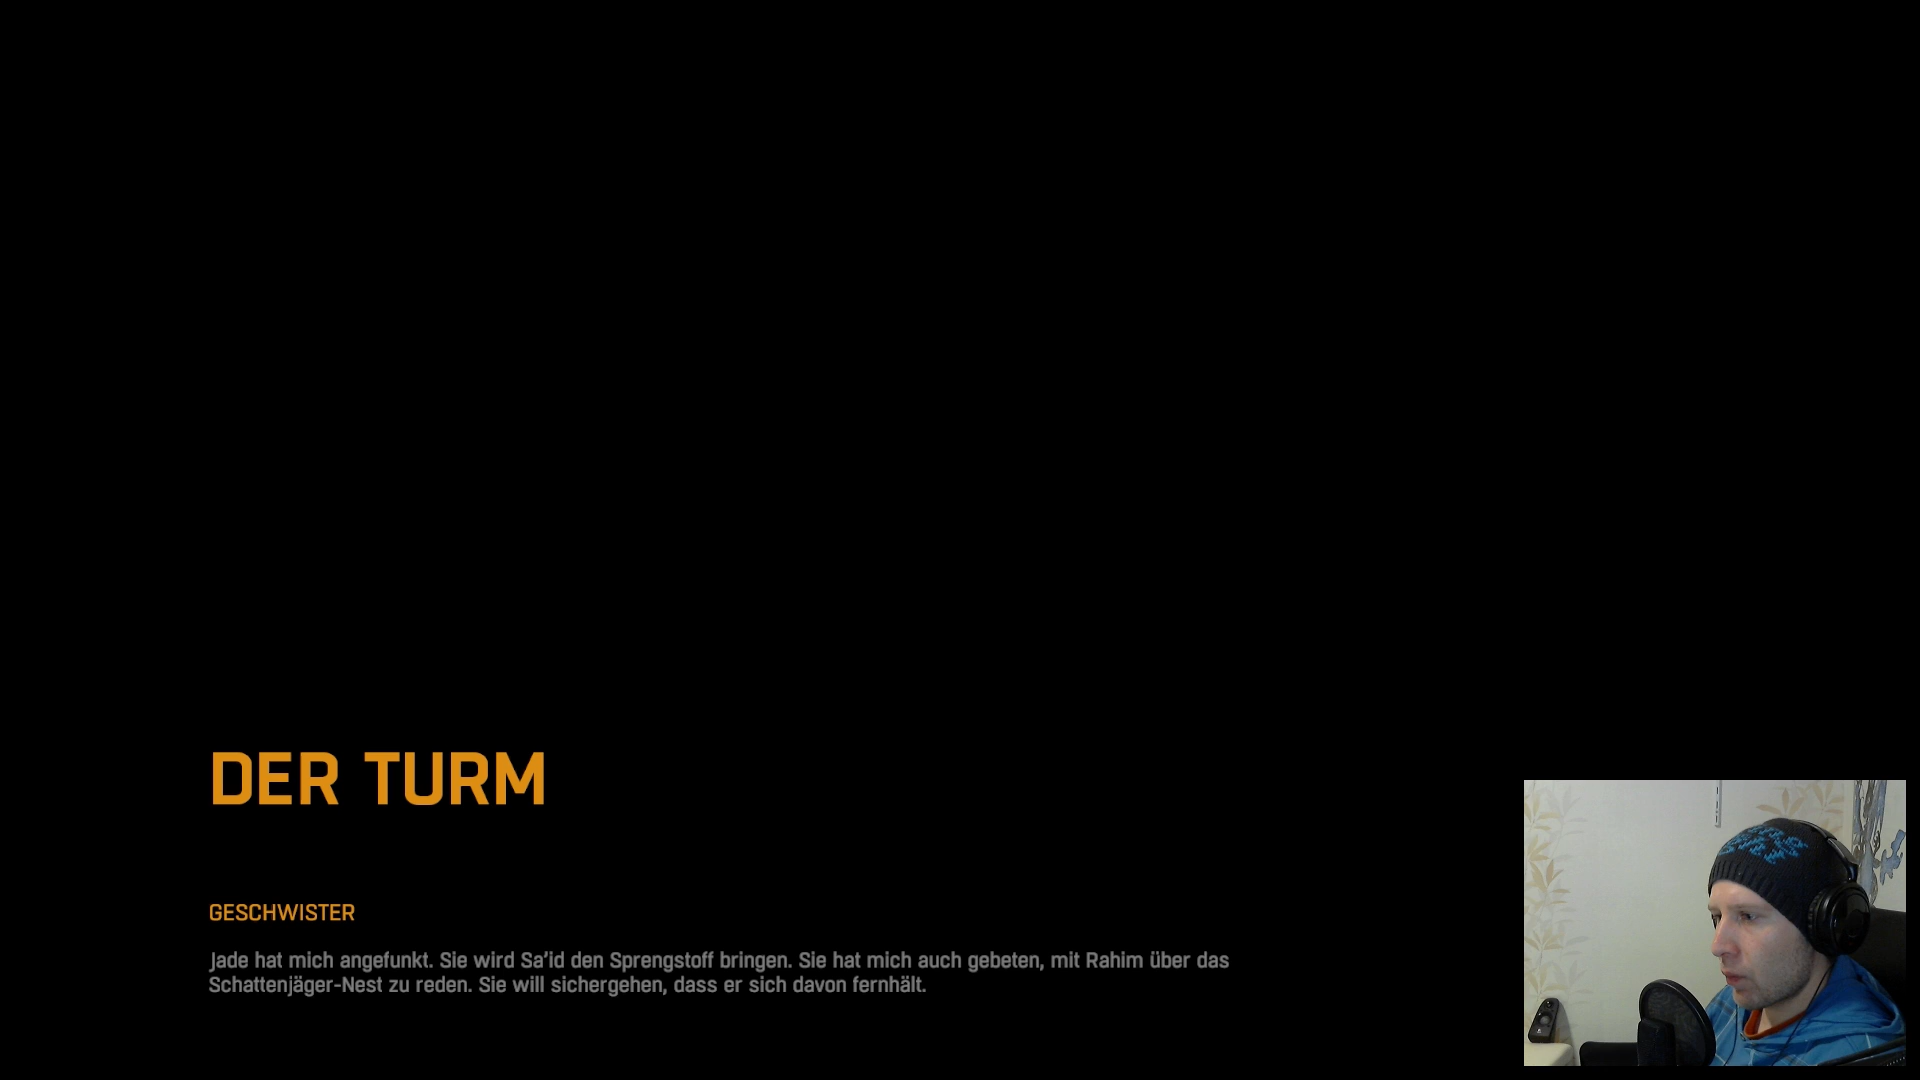 DER TURM
GESCHWISTER
Jade hat mich angefunkt. Sie wird Sa'id den Sprengstoff bringen. Sie hat mich auch gebeten, mit Rahim über das
Schattenjäger-Nest zu reden. Sie will sichergehen, dass er sich davon fernhält.